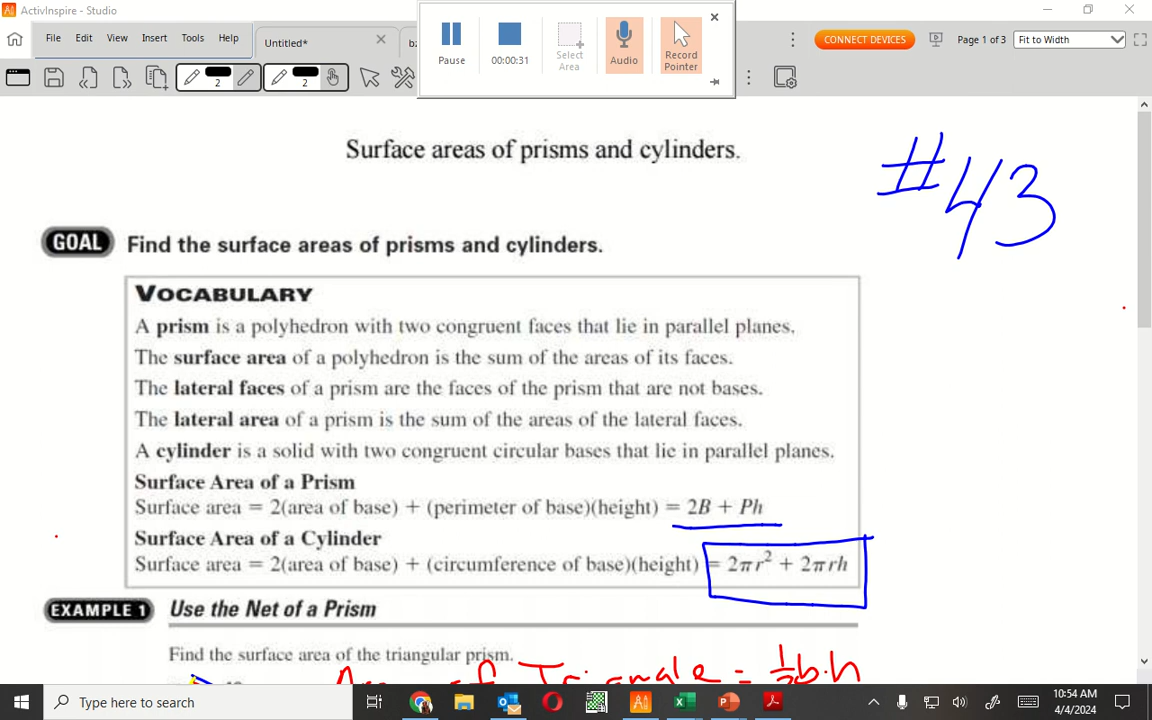 ActivInspire - Studio
File Edit View Insert Tools Help
Untitled*
Pause
00:00:31
Select Area
Audio
Record Pointer
CONNECT DEVICES
Page 1 of 3
Fit to Width
2
2
Surface areas of prisms and cylinders.
#43
GOAL Find the surface areas of prisms and cylinders.
VOCABULARY
A prism is a polyhedron with two congruent faces that lie in parallel planes.
The surface area of a polyhedron is the sum of the areas of its faces.
The lateral faces of a prism are the faces of the prism that are not bases.
The lateral area of a prism is the sum of the areas of the lateral faces.
A cylinder is a solid with two congruent circular bases that lie in parallel planes.
Surface Area of a Prism
Surface area = 2(area of base) + (perimeter of base)(height) = 2B + Ph
Surface Area of a Cylinder
Surface area = 2(area of base) + (circumference of base)(height) = 2πr² + 2πrh
EXAMPLE 1 Use the Net of a Prism
Find the surface area of the triangular prism.
Area of Triangle = ½b·h
Type here to search
10:54 AM
4/4/2024